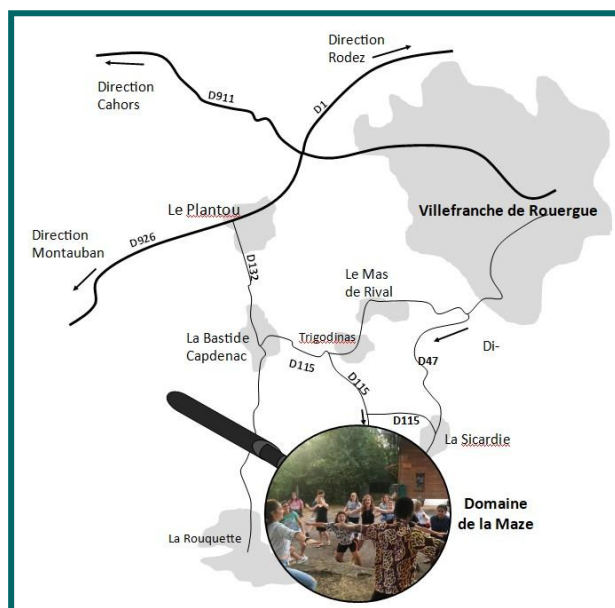 Direction
Rodez
Direction
Cahors
D911
D1
Le Plantou
Villefranche de Rouergue
Direction
Montauban
D926
D132
Le Mas
de Rival
La Bastide
Capdenac
Trigodinas
Di-
D115
D115
D47
D115
La Sicardie
Domaine
de la Maze
La Rouquette